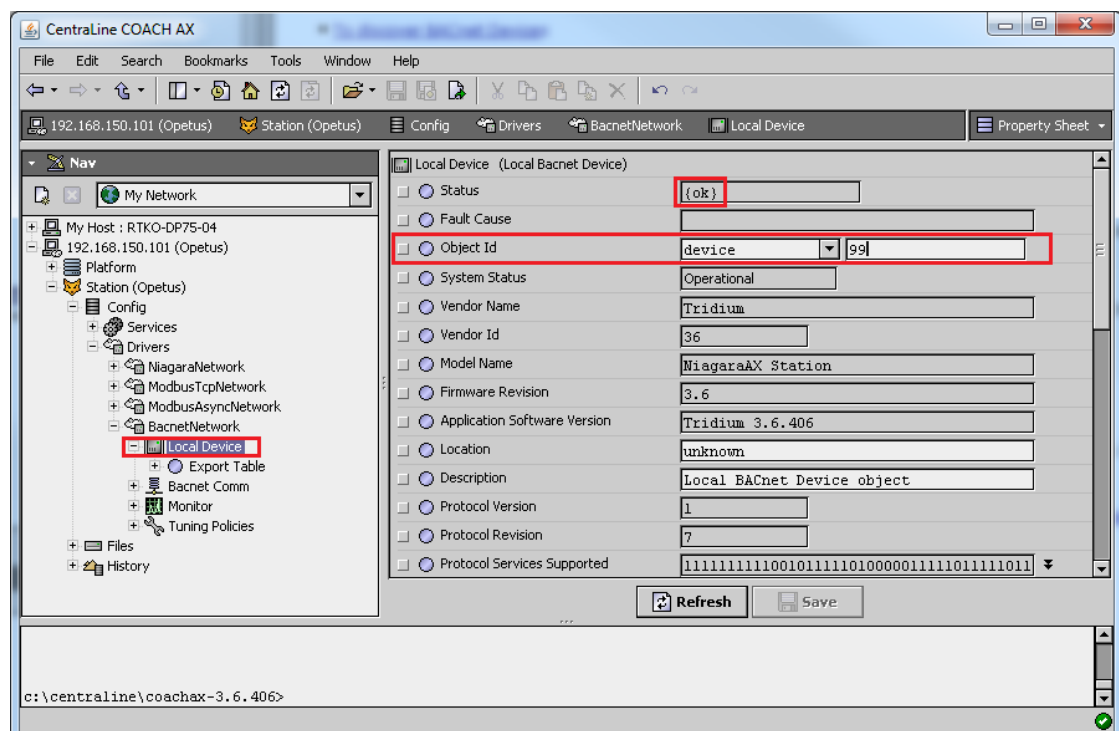 CentraLine COACH AX
To discover BACnet Devices
File Edit Search Bookmarks Tools Window Help
192.168.150.101 (Opetus) Station (Opetus) Config Drivers BacnetNetwork Local Device Property Sheet
Nav
My Network
My Host : RTKO-DP75-04
192.168.150.101 (Opetus)
Platform
Station (Opetus)
Config
Services
Drivers
NiagaraNetwork
ModbusTcpNetwork
ModbusAsyncNetwork
BacnetNetwork
Local Device
Export Table
Bacnet Comm
Monitor
Tuning Policies
Files
History
Local Device (Local Bacnet Device)
Status {ok}
Fault Cause
Object Id device 99
System Status Operational
Vendor Name Tridium
Vendor Id 36
Model Name NiagaraAX Station
Firmware Revision 3.6
Application Software Version Tridium 3.6.406
Location unknown
Description Local BACnet Device object
Protocol Version 1
Protocol Revision 7
Protocol Services Supported
Refresh Save
c:\centraline\coachax-3.6.406>